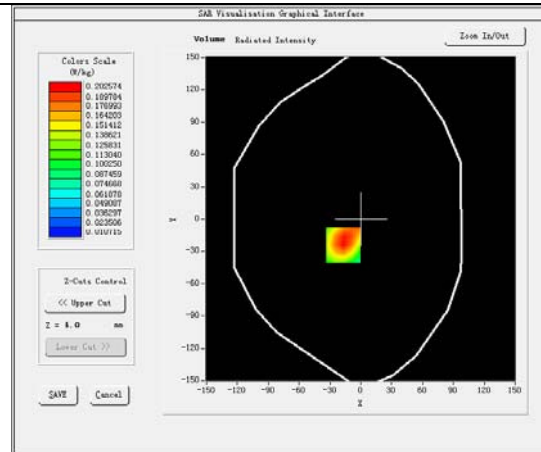 SAR Visualisation Graphical Interface
Volume Radiated Intensity
Zoom In/Out
Colors Scale
(W/kg)
0.202574
0.189784
0.176993
0.164203
0.151412
0.138621
0.125831
0.113040
0.100250
0.087459
0.074668
0.061878
0.049087
0.036297
0.023506
0.010715
Z-Cuts Control
<< Upper Cut
Z = 4.0 mm
Lower Cut >>
SAVE
Cancel
150
120
90
60
30
0
-30
-60
-90
-120
-150
Y
-150 -120 -90 -60 -30 0 30 60 90 120 150
X